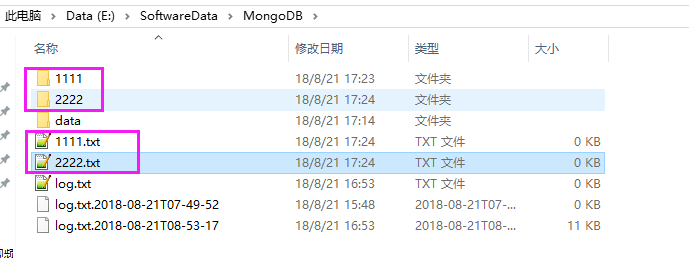 此电脑 › Data (E:) › SoftwareData › MongoDB ›
名称 修改日期 类型 大小
1111 18/8/21 17:23 文件夹
2222 18/8/21 17:24 文件夹
data 18/8/21 17:14 文件夹
1111.txt 18/8/21 17:24 TXT 文件 0 KB
2222.txt 18/8/21 17:24 TXT 文件 0 KB
log.txt 18/8/21 16:53 TXT 文件 0 KB
log.txt.2018-08-21T07-49-52 18/8/21 15:48 2018-08-21T07-... 0 KB
log.txt.2018-08-21T08-53-17 18/8/21 16:53 2018-08-21T08-... 11 KB